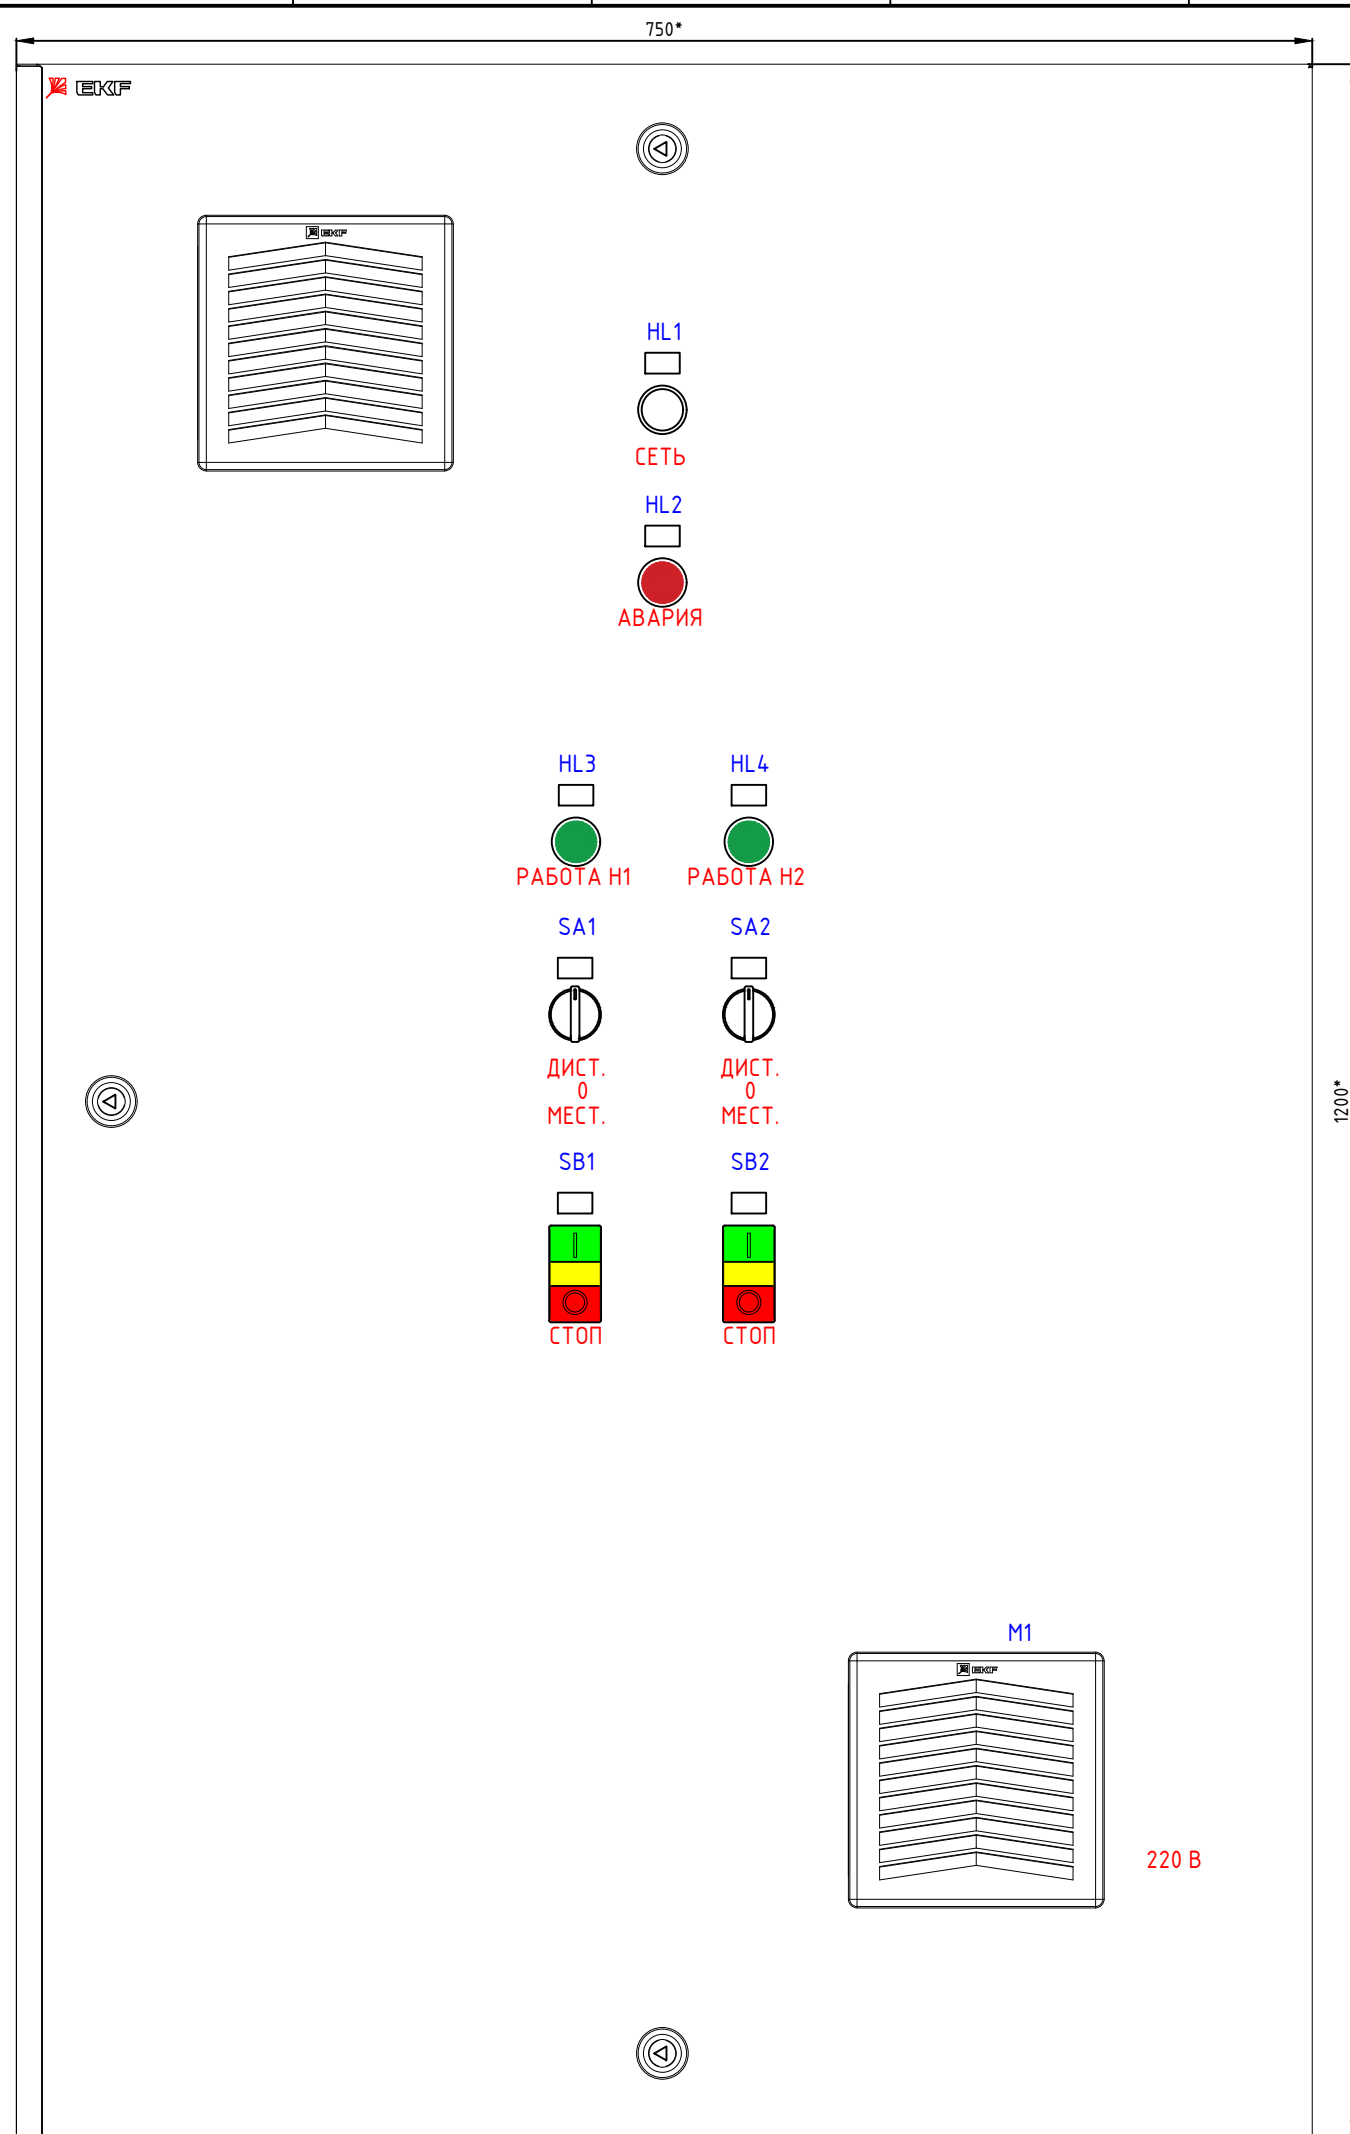 750*
EKF
EKF
HL1
СЕТЬ
HL2
АВАРИЯ
HL3 HL4
РАБОТА Н1 РАБОТА Н2
SA1 SA2
ДИСТ. ДИСТ.
0 0
МЕСТ. МЕСТ.
1200*
SB1 SB2
СТОП СТОП
M1
EKF
220 В